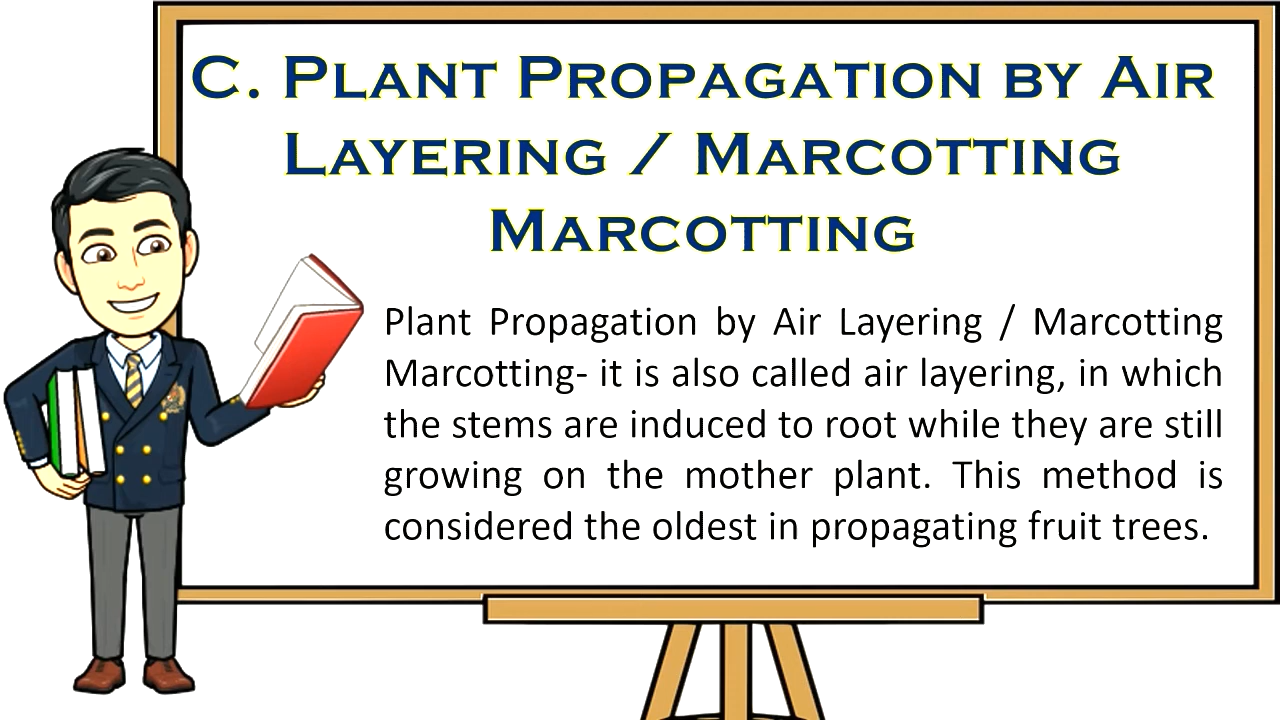 C. Plant Propagation by Air
Layering / Marcotting
Marcotting
Plant Propagation by Air Layering / Marcotting
Marcotting- it is also called air layering, in which
the stems are induced to root while they are still
growing on the mother plant. This method is
considered the oldest in propagating fruit trees.